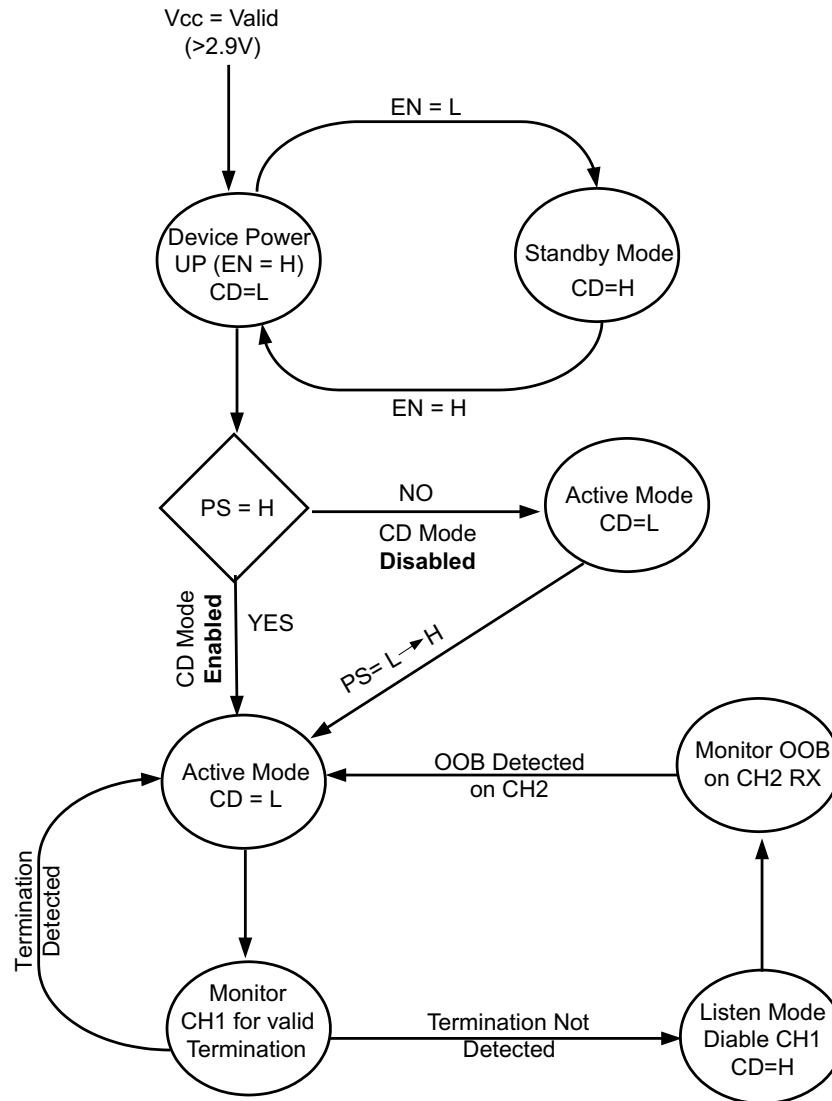 Vcc = Valid
(>2.9V)
EN = L
Device Power
UP (EN = H)
CD=L
Standby Mode
CD=H
EN = H
PS = H
NO
CD Mode
Disabled
Active Mode
CD=L
CD Mode
Enabled
YES
PS= L → H
Active Mode
CD = L
OOB Detected
on CH2
Monitor OOB
on CH2 RX
Termination
Detected
Monitor
CH1 for valid
Termination
Termination Not
Detected
Listen Mode
Diable CH1
CD=H